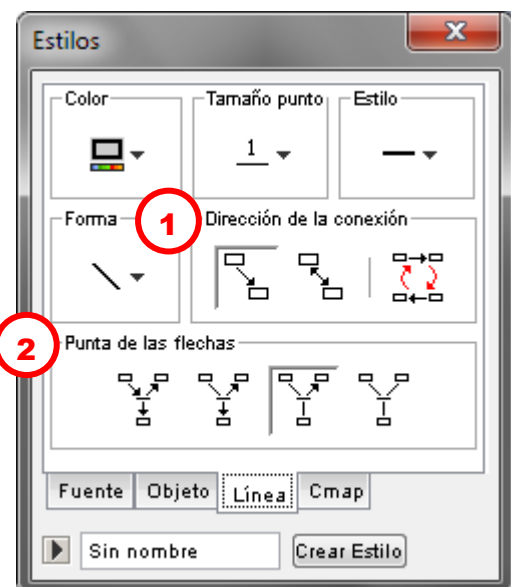 Estilos
x
Color
Tamaño punto
Estilo
1
Forma
1
Dirección de la conexión
2
Punta de las flechas
Fuente
Objeto
Línea
Cmap
Sin nombre
Crear Estilo